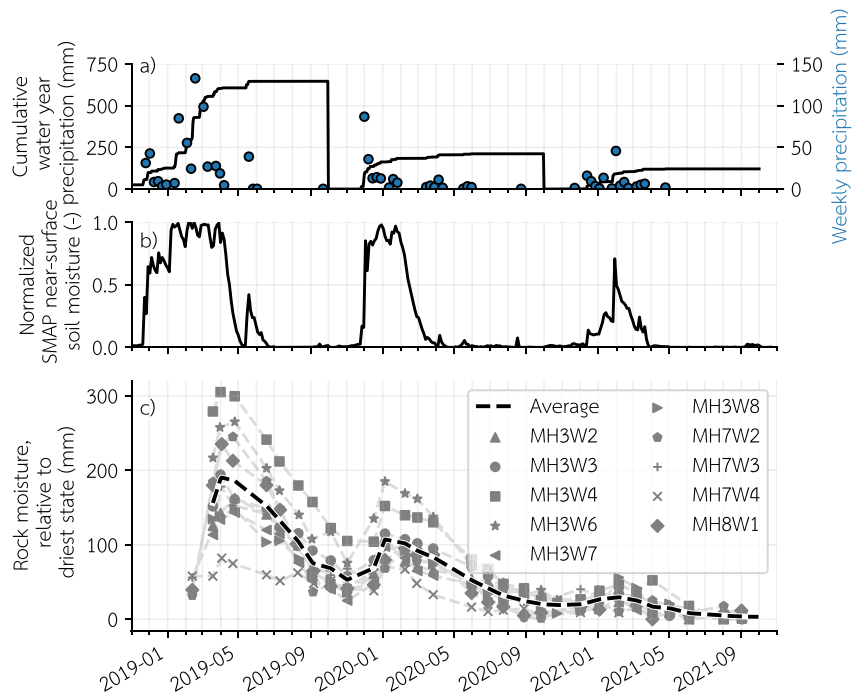 a)
Cumulative
water year
precipitation (mm)
750
500
250
0
150
100
50
0
Weekly precipitation (mm)
b)
Normalized
SMAP near-surface
soil moisture (-)
1.0
0.5
0.0
c)
Rock moisture,
relative to
driest state (mm)
300
200
100
0
Average
MH3W2
MH3W3
MH3W4
MH3W6
MH3W7
MH3W8
MH7W2
MH7W3
MH7W4
MH8W1
2019-01
2019-05
2019-09
2020-01
2020-05
2020-09
2021-01
2021-05
2021-09